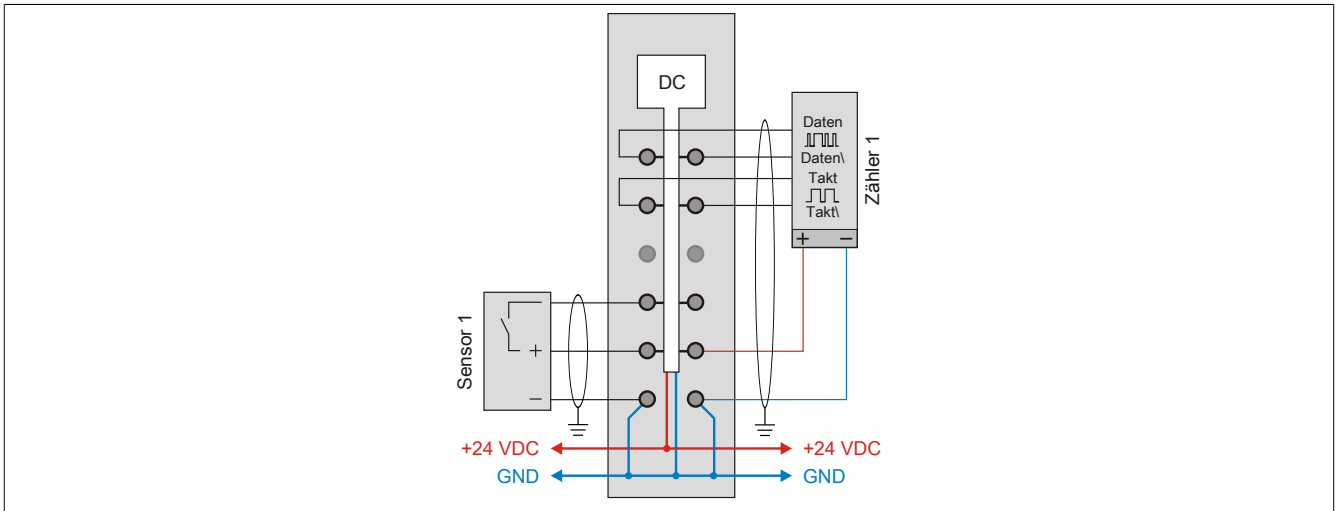 DC
Daten
Daten\
Takt
Takt\
Zähler 1
+ −
Sensor 1
+
−
+24 VDC
+24 VDC
GND
GND